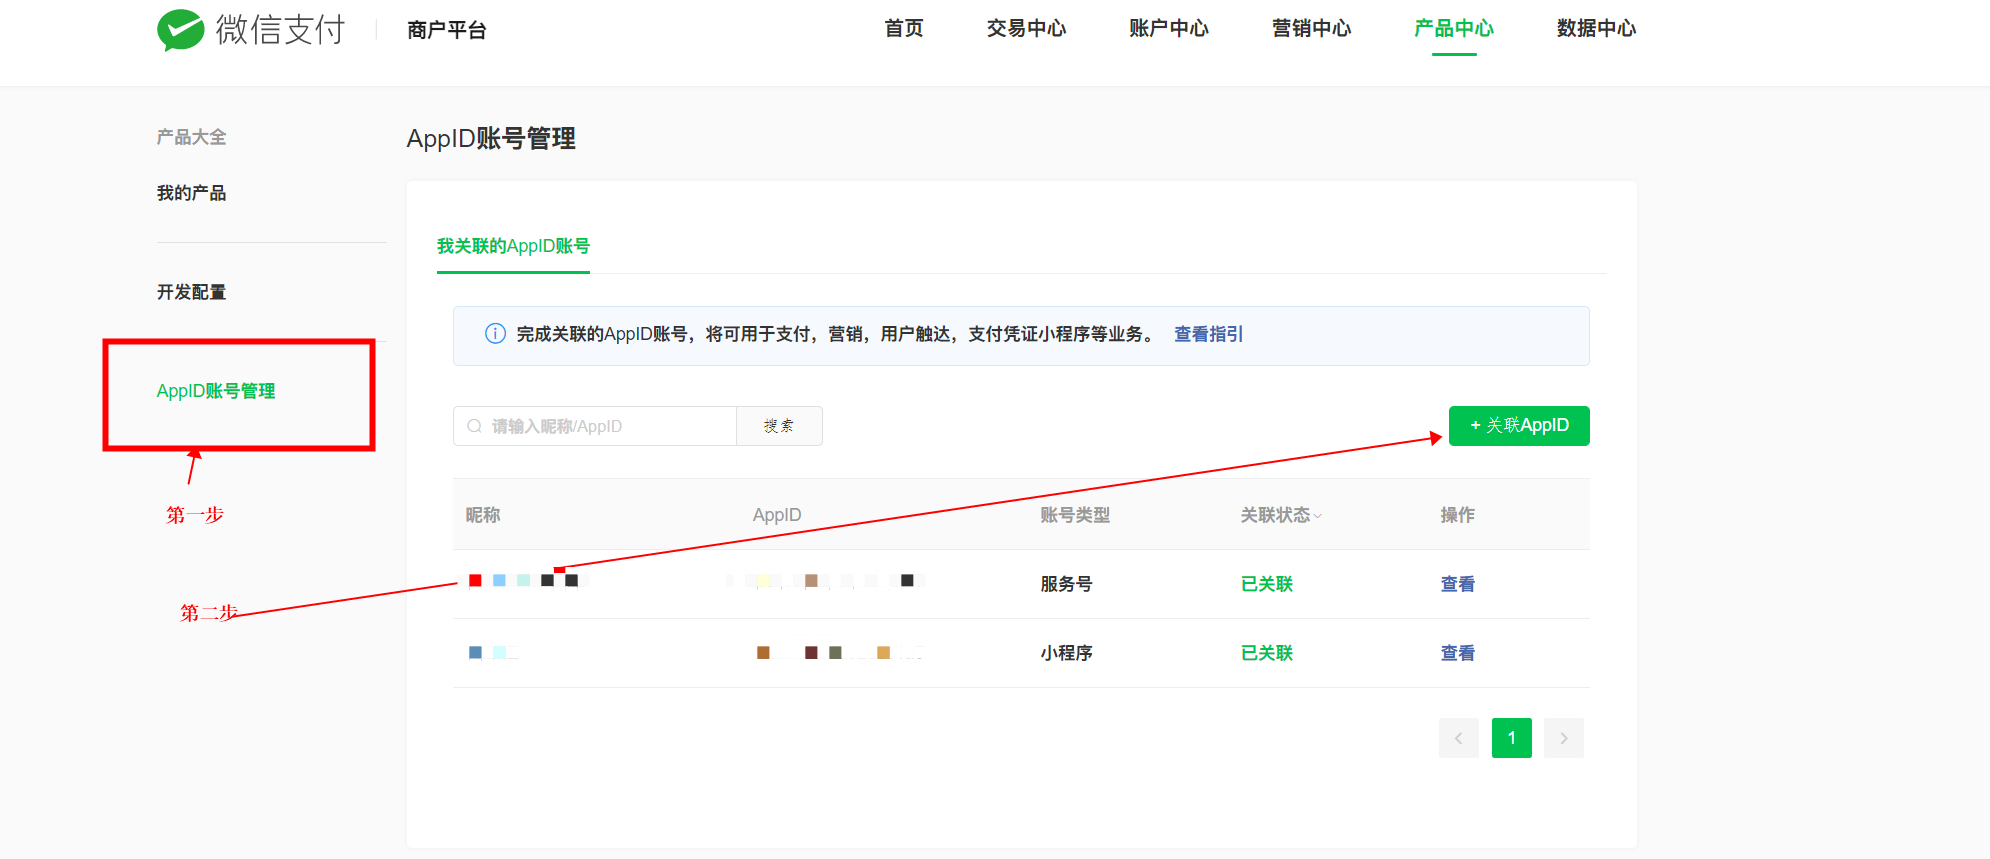 微信支付 商户平台 首页 交易中心 账户中心 营销中心 产品中心 数据中心
产品大全
我的产品
开发配置
AppID账号管理
第一步
第二步
AppID账号管理
我关联的AppID账号
完成关联的AppID账号，将可用于支付，营销，用户触达，支付凭证小程序等业务。 查看指引
请输入昵称/AppID 搜索 + 关联AppID
昵称 AppID 账号类型 关联状态 操作
服务号 已关联 查看
小程序 已关联 查看
1